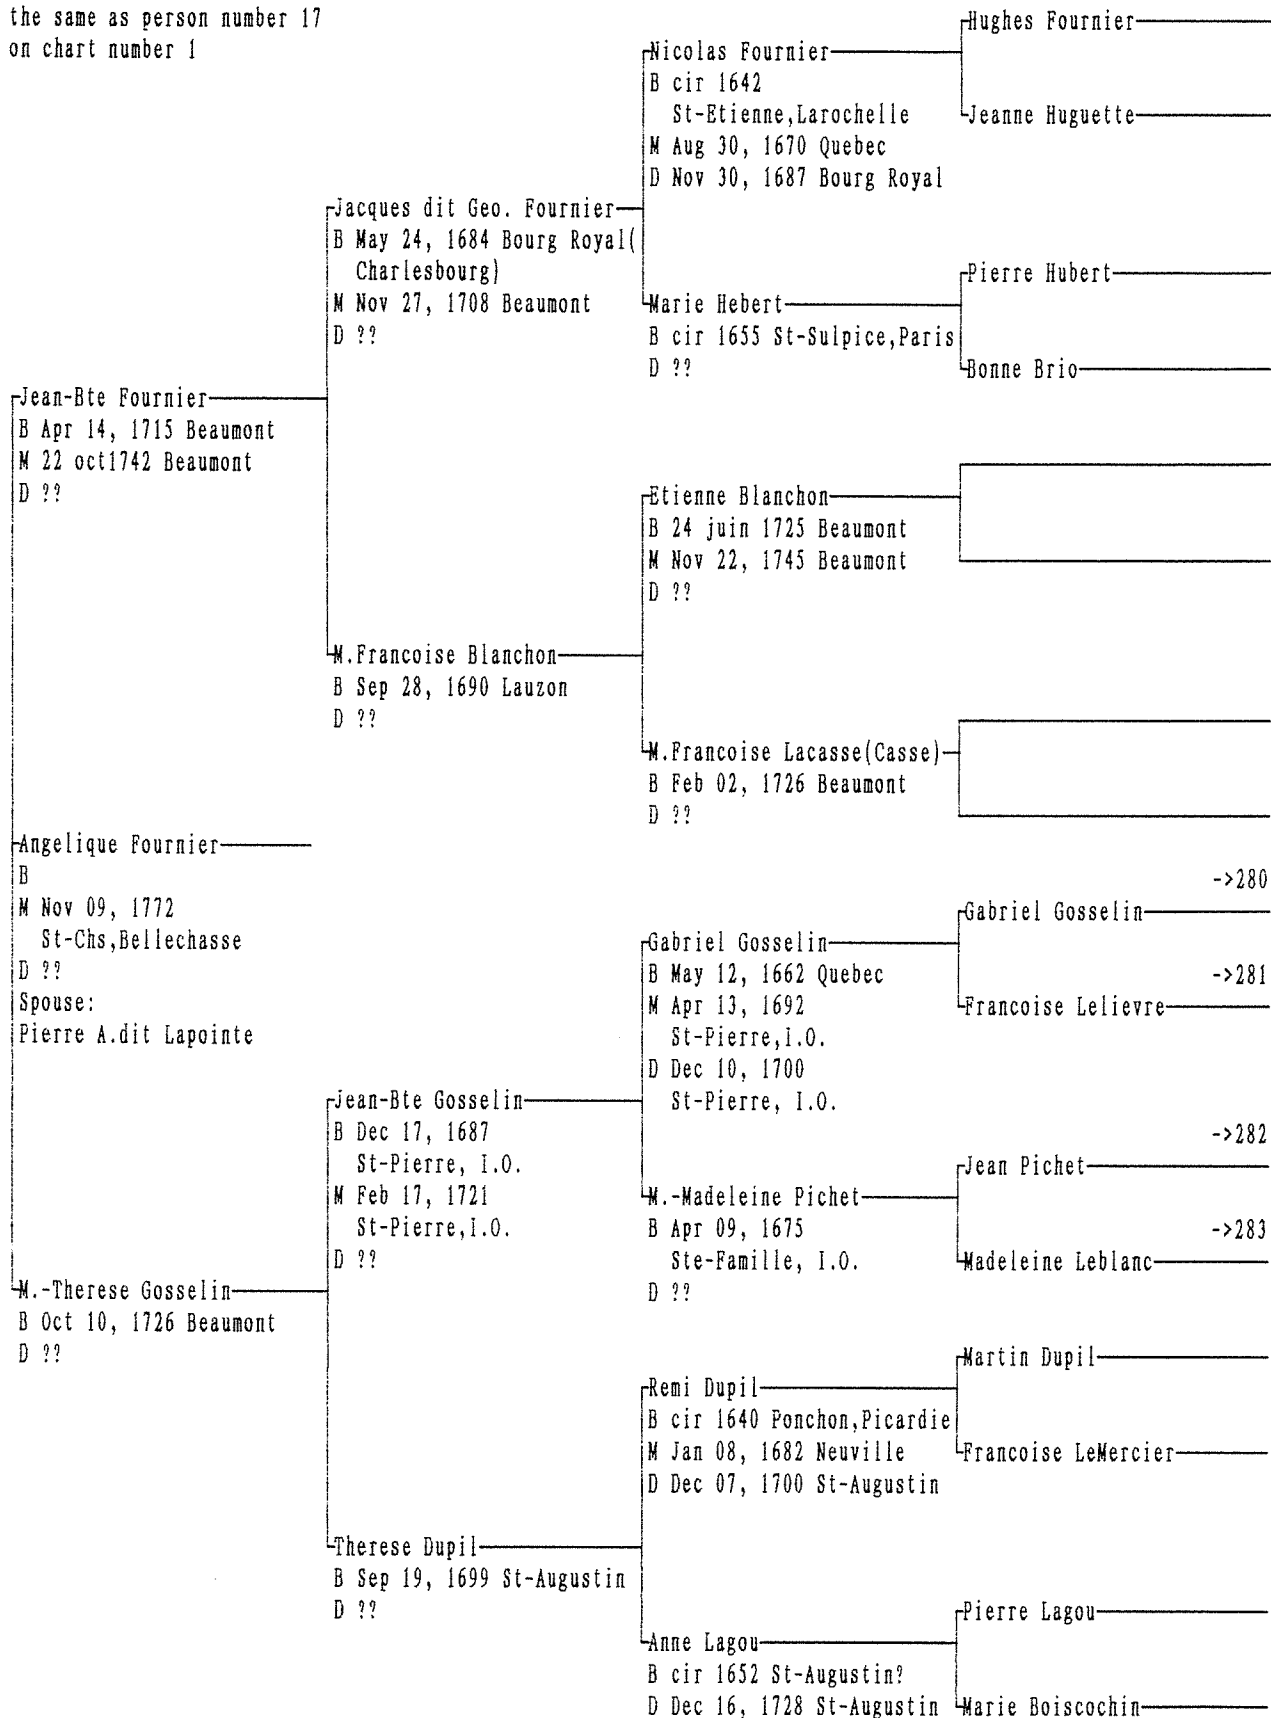 the same as person number 17
on chart number 1
Hughes Fournier
Nicolas Fournier
B cir 1642
St-Etienne,Larochelle
Jeanne Huguette
M Aug 30, 1670 Quebec
D Nov 30, 1687 Bourg Royal
Jacques dit Geo. Fournier
B May 24, 1684 Bourg Royal(
Charlesbourg)
M Nov 27, 1708 Beaumont
D ??
Pierre Hubert
Marie Hebert
B cir 1655 St-Sulpice,Paris
D ??
Bonne Brio
Jean-Bte Fournier
B Apr 14, 1715 Beaumont
M 22 oct1742 Beaumont
D ??
Etienne Blanchon
B 24 juin 1725 Beaumont
M Nov 22, 1745 Beaumont
D ??
M.Francoise Blanchon
B Sep 28, 1690 Lauzon
D ??
M.Francoise Lacasse(Casse)
B Feb 02, 1726 Beaumont
D ??
Angelique Fournier
B
M Nov 09, 1772
St-Chs,Bellechasse
D ??
Spouse:
Pierre A.dit Lapointe
->280
Gabriel Gosselin
Gabriel Gosselin
B May 12, 1662 Quebec
M Apr 13, 1692
St-Pierre,I.O.
D Dec 10, 1700
St-Pierre, I.O.
->281
Francoise Lelievre
Jean-Bte Gosselin
B Dec 17, 1687
St-Pierre, I.O.
M Feb 17, 1721
St-Pierre,I.O.
D ??
->282
Jean Pichet
M.-Madeleine Pichet
B Apr 09, 1675
Ste-Famille, I.O.
D ??
->283
Madeleine Leblanc
M.-Therese Gosselin
B Oct 10, 1726 Beaumont
D ??
Martin Dupil
Remi Dupil
B cir 1640 Ponchon,Picardie
M Jan 08, 1682 Neuville
D Dec 07, 1700 St-Augustin
Francoise LeMercier
Therese Dupil
B Sep 19, 1699 St-Augustin
D ??
Pierre Lagou
Anne Lagou
B cir 1652 St-Augustin?
D Dec 16, 1728 St-Augustin
Marie Boiscochin